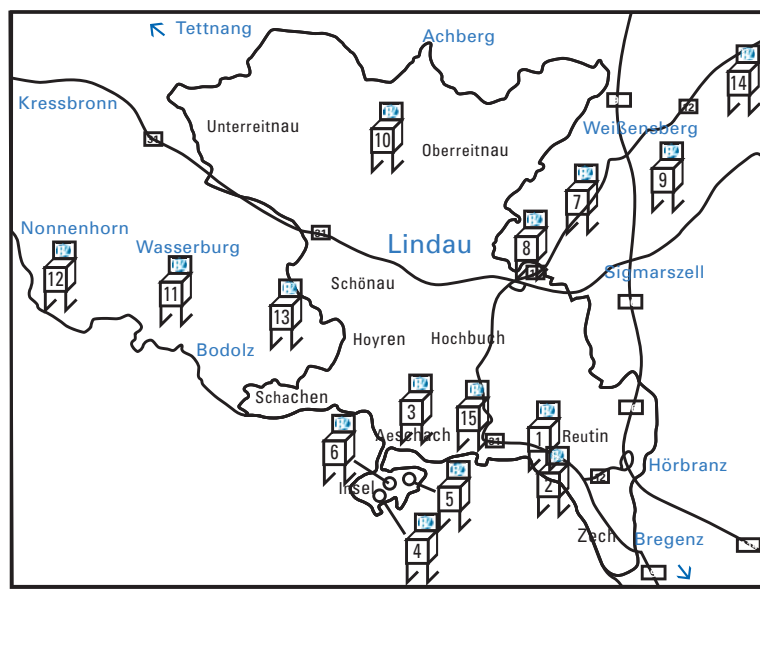 Tettnang
Achberg
14
Kressbronn
12
Weißensberg
Unterreitnau
10
31
Oberreitnau
9
7
Nonnenhorn
Wasserburg
31
Lindau
8
12
11
Schönau
Sigmarszell
13
Hoyren
Hochbuch
Bodolz
Schachen
3
15
Aeschach
31
1
Reutin
6
Hörbranz
2
Insel
5
Zech
Bregenz
4